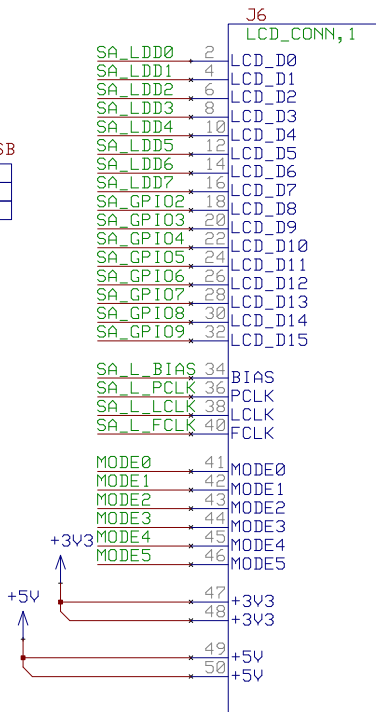 J6
LCD_CONN,1
SA_LDD0 2 LCD_D0
SA_LDD1 4 LCD_D1
SA_LDD2 6 LCD_D2
SA_LDD3 8 LCD_D3
SA_LDD4 10 LCD_D4
SA_LDD5 12 LCD_D5
SB
SA_LDD6 14 LCD_D6
SA_LDD7 16 LCD_D7
SA_GPIO2 18 LCD_D8
SA_GPIO3 20 LCD_D9
SA_GPIO4 22 LCD_D10
SA_GPIO5 24 LCD_D11
SA_GPIO6 26 LCD_D12
SA_GPIO7 28 LCD_D13
SA_GPIO8 30 LCD_D14
SA_GPIO9 32 LCD_D15
SA_L_BIAS 34 BIAS
SA_L_PCLK 36 PCLK
SA_L_LCLK 38 LCLK
SA_L_FCLK 40 FCLK
MODE0 41 MODE0
MODE1 42 MODE1
MODE2 43 MODE2
MODE3 44 MODE3
MODE4 45 MODE4
MODE5 46 MODE5
+3V3
47 +3V3
+5V
48 +3V3
49 +5V
50 +5V